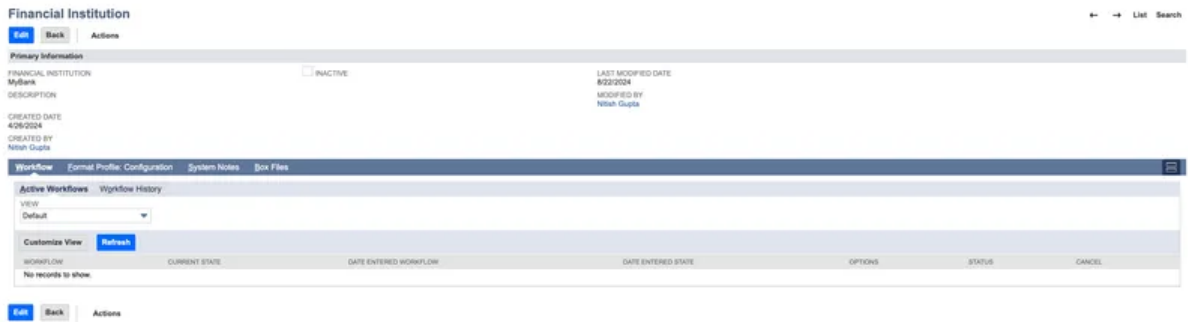 Financial Institution
← → List Search
Edit Back Actions
Primary Information
FINANCIAL INSTITUTION
MyBank
DESCRIPTION
CREATED DATE
4/26/2024
CREATED BY
Nitish Gupta
INACTIVE
LAST MODIFIED DATE
8/22/2024
MODIFIED BY
Nitish Gupta
Workflow Format Profile: Configuration System Notes Box Files
Active Workflows Workflow History
VIEW
Default
Customize View Refresh
WORKFLOW CURRENT STATE DATE ENTERED WORKFLOW DATE ENTERED STATE OPTIONS STATUS CANCEL
No records to show.
Edit Back Actions